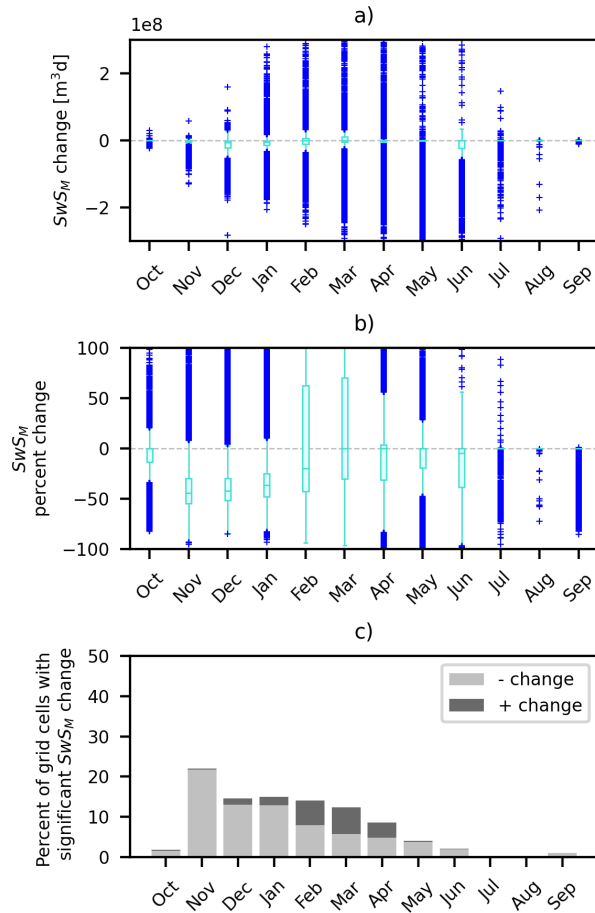 a)
1e8
SwS_M change [m³d]
2
0
−2
Oct Nov Dec Jan Feb Mar Apr May Jun Jul Aug Sep
b)
SwS_M
percent change
100
50
0
−50
−100
Oct Nov Dec Jan Feb Mar Apr May Jun Jul Aug Sep
c)
Percent of grid cells with
significant SwS_M change
50
40
30
20
10
0
- change
+ change
Oct Nov Dec Jan Feb Mar Apr May Jun Jul Aug Sep